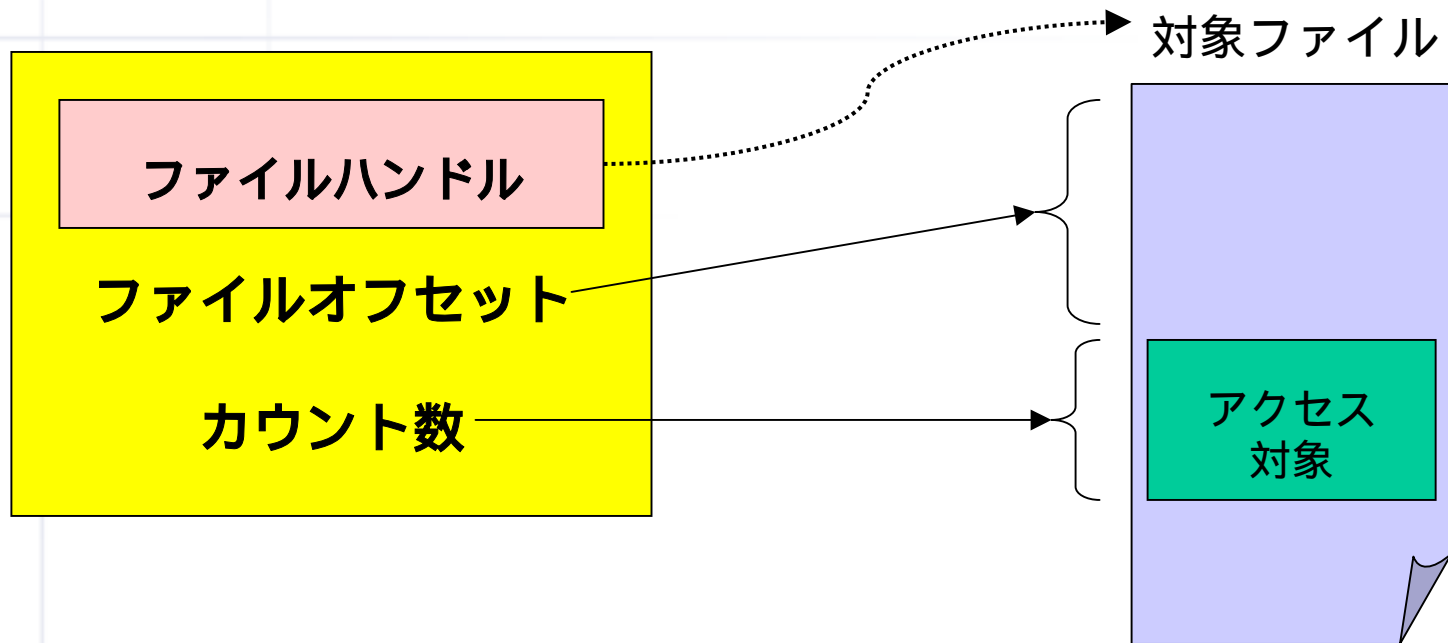 対象ファイル
ファイルハンドル
ファイルオフセット
カウント数
アクセス
対象